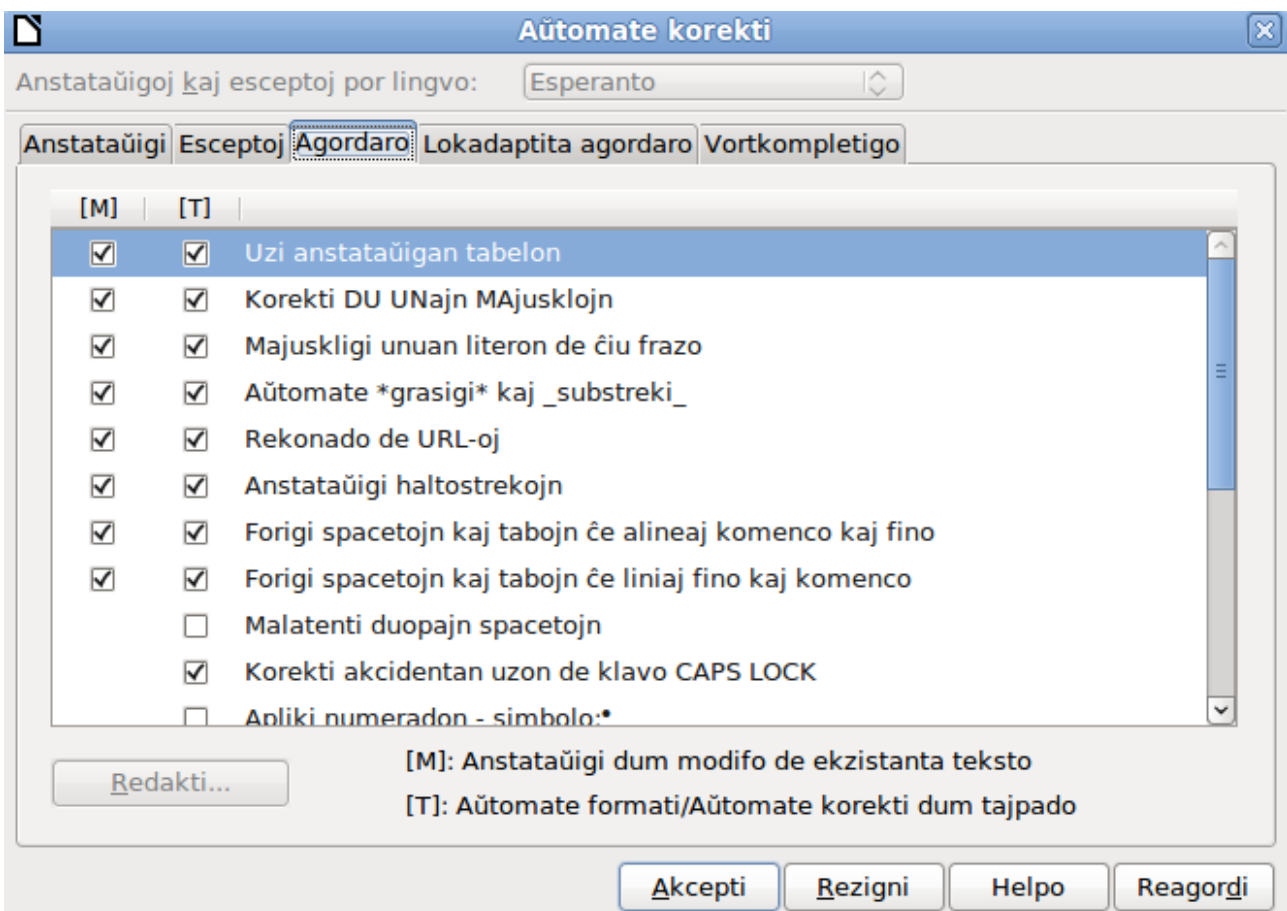 Aŭtomate korekti
Anstataŭigoj kaj esceptoj por lingvo: Esperanto
Anstataŭigi Esceptoj Agordaro Lokadaptita agordaro Vortkompletigo
[M] [T]
Uzi anstataŭigan tabelon
Korekti DU UNajn MAjusklojn
Majuskligi unuan literon de ĉiu frazo
Aŭtomate *grasigi* kaj _substreki_
Rekonado de URL-oj
Anstataŭigi haltostrekojn
Forigi spacetojn kaj tabojn ĉe alineaj komenco kaj fino
Forigi spacetojn kaj tabojn ĉe liniaj fino kaj komenco
Malatenti duopajn spacetojn
Korekti akcidentan uzon de klavo CAPS LOCK
Apliki numeradon - simbolo:•
[M]: Anstataŭigi dum modifo de ekzistanta teksto
Redakti...
[T]: Aŭtomate formati/Aŭtomate korekti dum tajpado
Akcepti Rezigni Helpo Reagordi